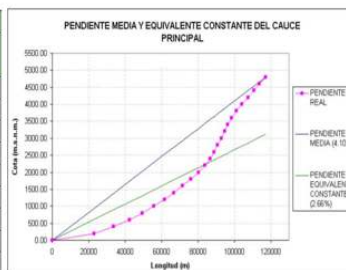 PENDIENTE MEDIA Y EQUIVALENTE CONSTANTE DEL CAUCE
PRINCIPAL
5500.00
5000.00
4500.00
4000.00
3500.00
3000.00
2500.00
2000.00
1500.00
1000.00
500.00
0.00
Cota (m.s.n.m.)
0 20000 40000 60000 80000 100000 120000 140000
Longitud (m)
PENDIENTE
REAL
PENDIENTE
MEDIA (4.10
PENDIENTE
EQUIVALEN
CONSTANTE
(2.66%)